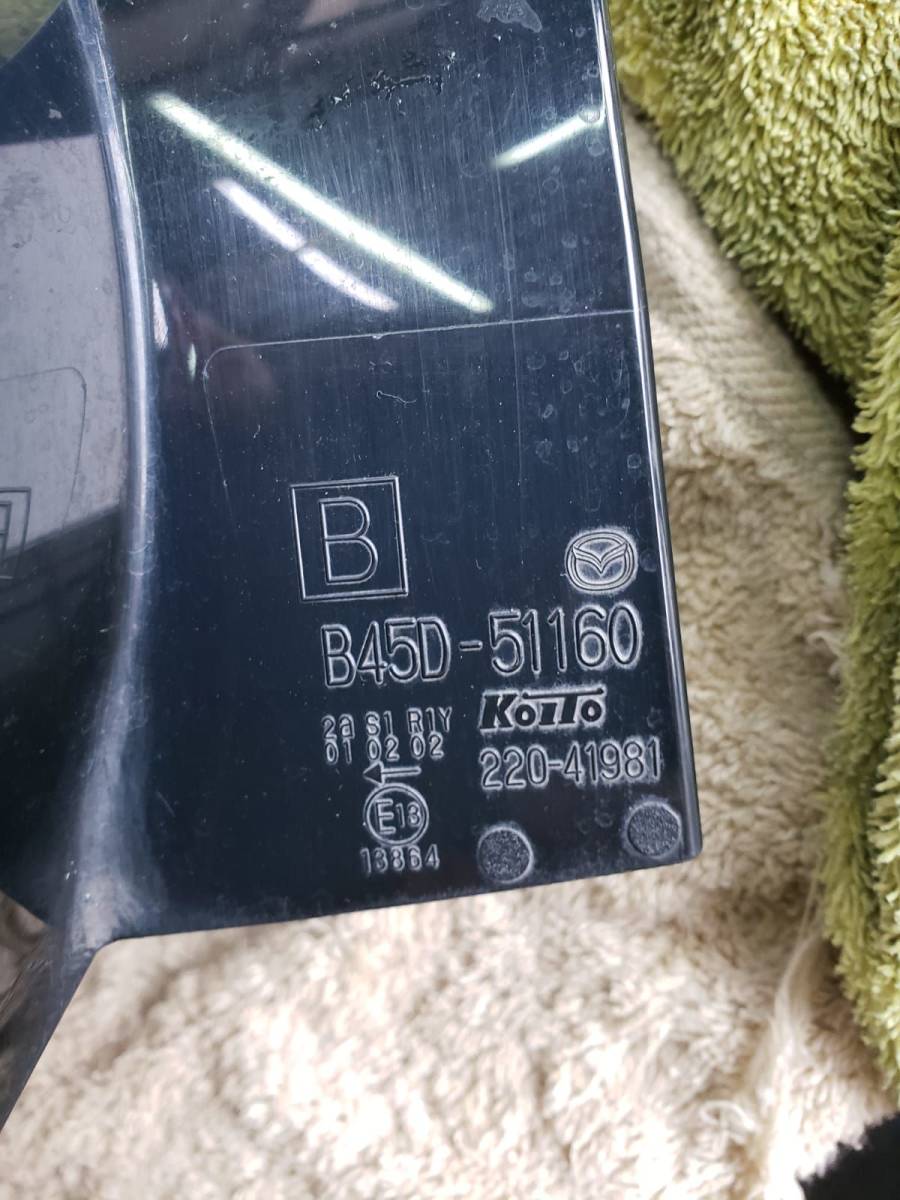 B
B45D-51160
KOITO
2a S1 R1Y
01 02 02
220-41981
E13
13864